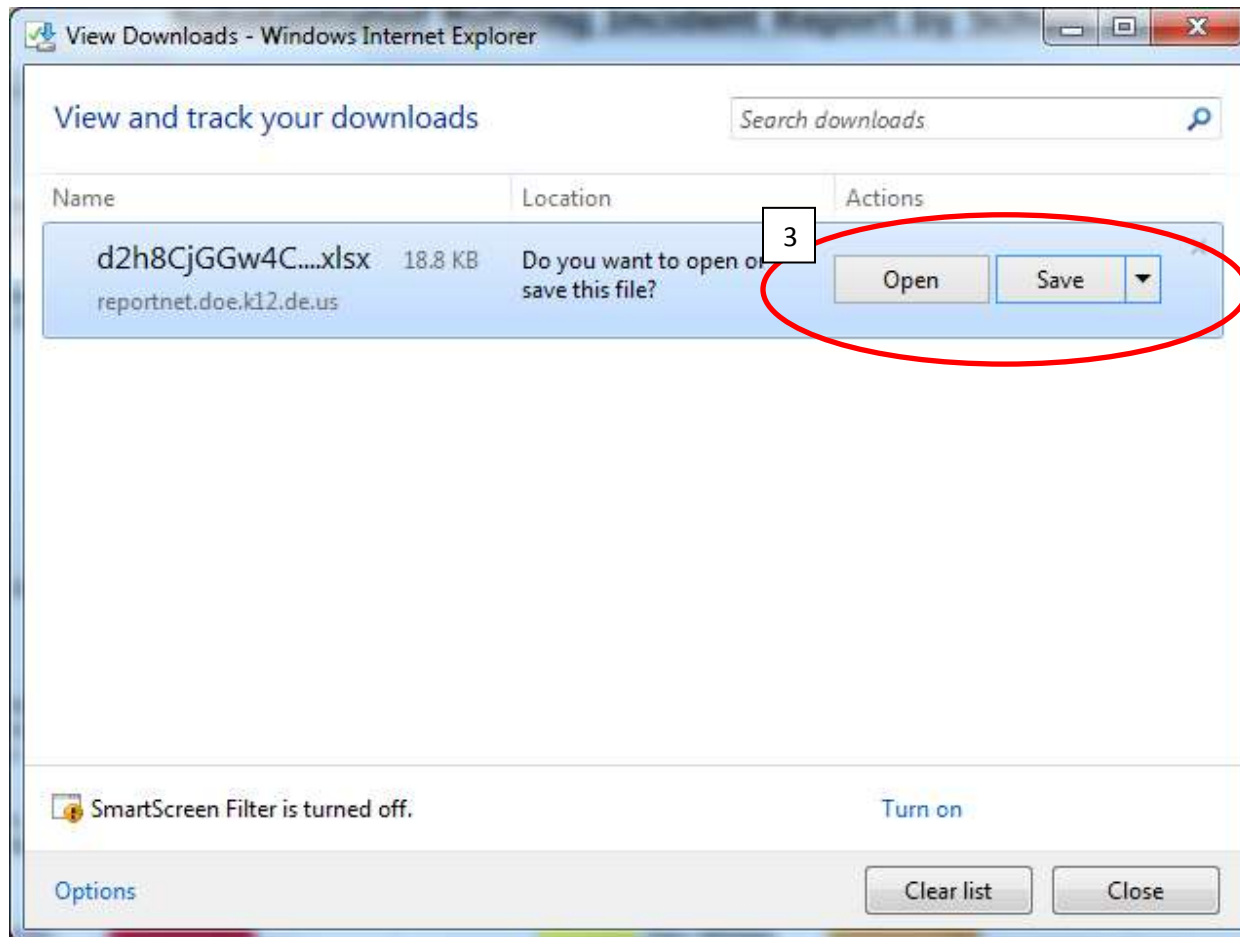 View Downloads - Windows Internet Explorer
View and track your downloads
Search downloads
Name Location Actions
3
d2h8CjGGw4C....xlsx 18.8 KB Do you want to open or Open Save
reportnet.doe.k12.de.us save this file?
SmartScreen Filter is turned off. Turn on
Options Clear list Close